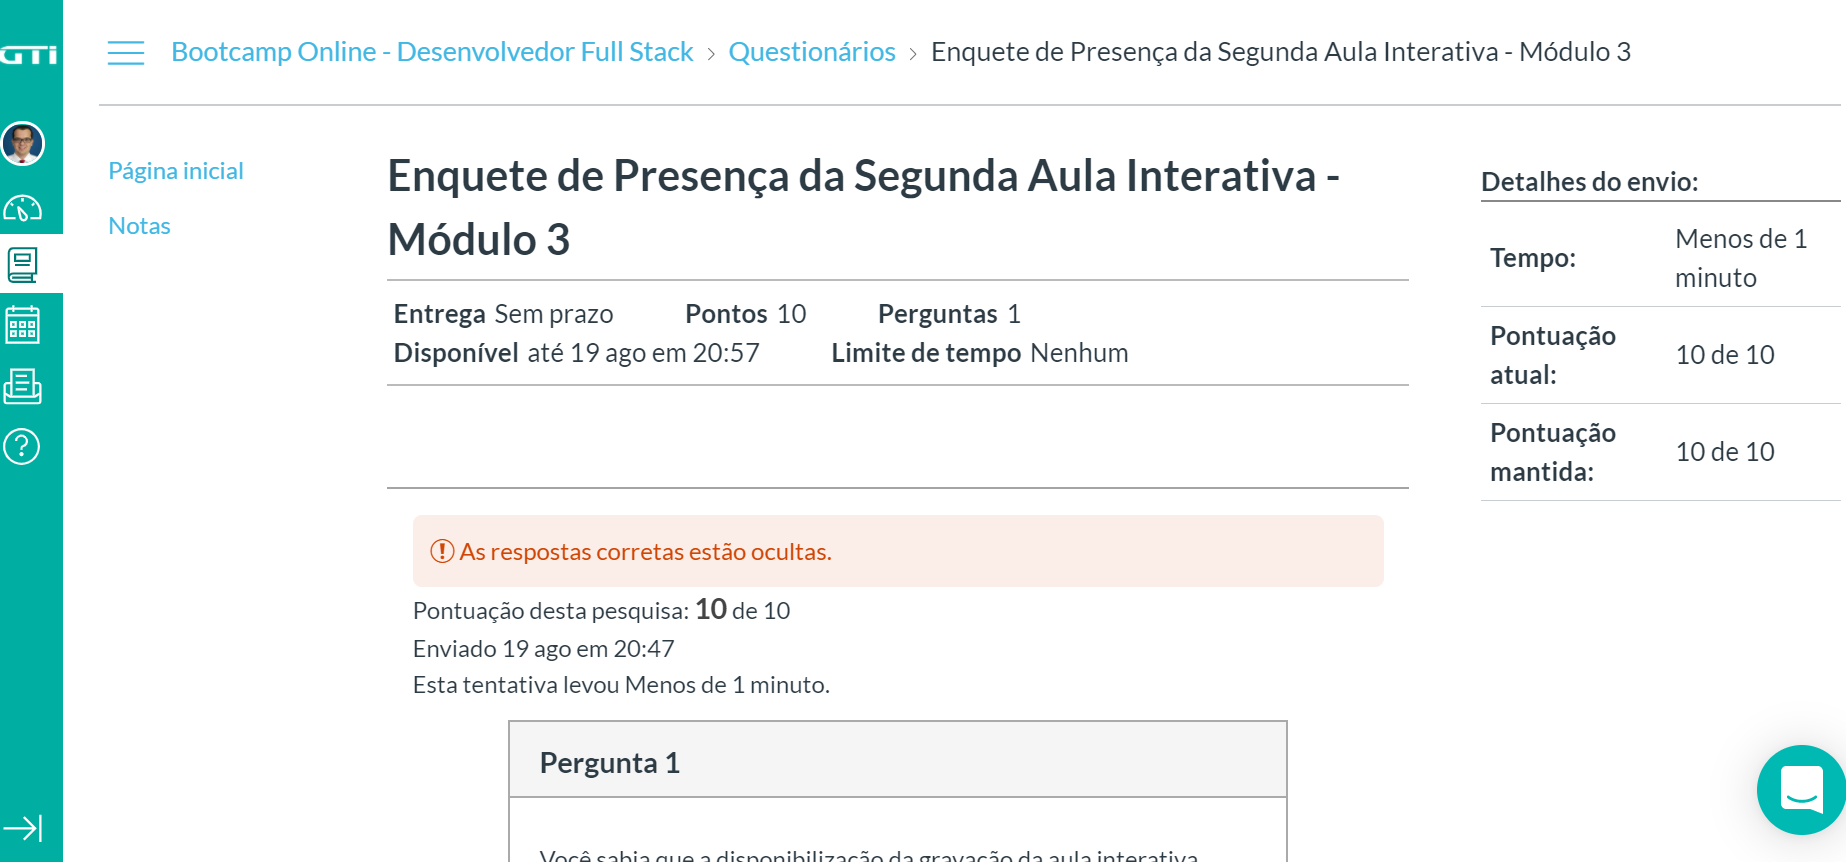 GTi
Bootcamp Online - Desenvolvedor Full Stack › Questionários › Enquete de Presença da Segunda Aula Interativa - Módulo 3
Página inicial
Notas
Enquete de Presença da Segunda Aula Interativa -
Módulo 3
Entrega Sem prazo Pontos 10 Perguntas 1
Disponível até 19 ago em 20:57 Limite de tempo Nenhum
As respostas corretas estão ocultas.
Pontuação desta pesquisa: 10 de 10
Enviado 19 ago em 20:47
Esta tentativa levou Menos de 1 minuto.
Pergunta 1
Você sabia que a disponibilização da gravação da aula interativa
Detalhes do envio:
Tempo: Menos de 1
minuto
Pontuação
atual: 10 de 10
Pontuação
mantida: 10 de 10